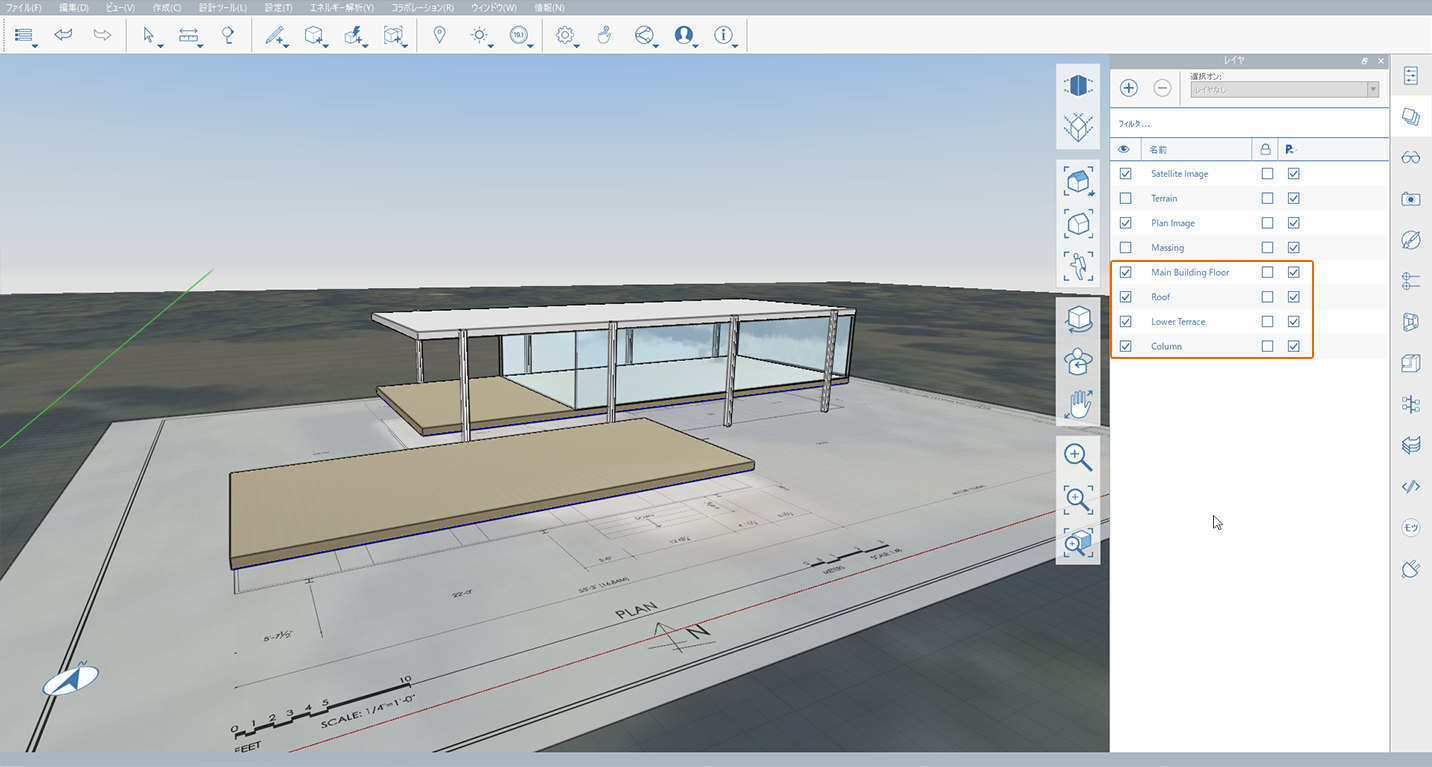 ファイル(F) 編集(D) ビュー(V) 作成(C) 設計ツール(L) 設定(T) エネルギー解析(Y) コラボレーション(R) ウィンドウ(W) 情報(N)
19.1
レイヤ
選択オン:
レイヤなし
フィルタ...
名前
Satellite Image
Terrain
Plan Image
Massing
Main Building Floor
Roof
Lower Terrace
Column
モツ
22'-0"
55'-3" (16.84M)
5'-7½"
PLAN
N
METERS
0 1 2 3 4 5 10
SCALE: 1/4"=1'-0"
FEET
N